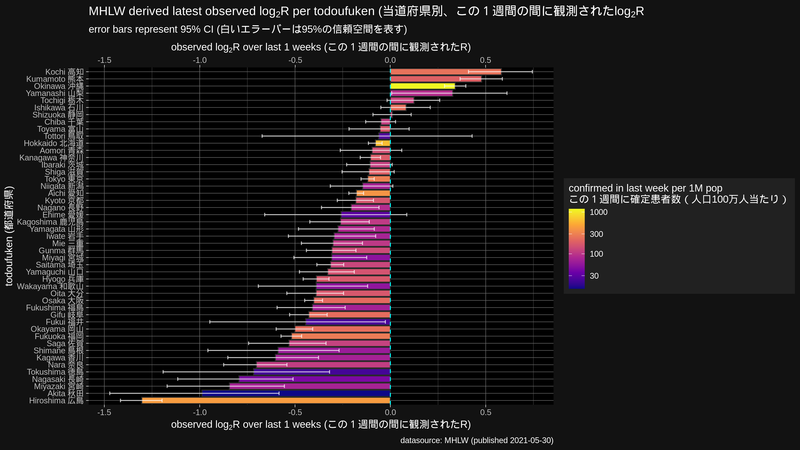 MHLW derived latest observed log₂R per todoufuken (当道府県別、この１週間の間に観測されたlog₂R
error bars represent 95% CI (白いエラーバーは95%の信頼空間を表す)
observed log₂R over last 1 weeks (この１週間の間に観測されたR)
-1.5 -1.0 -0.5 0.0 0.5
todoufuken (都道府県)
Kochi 高知
Kumamoto 熊本
Okinawa 沖縄
Yamanashi 山梨
Tochigi 栃木
Ishikawa 石川
Shizuoka 静岡
Chiba 千葉
Toyama 富山
Tottori 鳥取
Hokkaido 北海道
Aomori 青森
Kanagawa 神奈川
Ibaraki 茨城
Shiga 滋賀
Tokyo 東京
Niigata 新潟
Aichi 愛知
Kyoto 京都
Nagano 長野
Ehime 愛媛
Kagoshima 鹿児島
Yamagata 山形
Iwate 岩手
Mie 三重
Gunma 群馬
Miyagi 宮城
Saitama 埼玉
Yamaguchi 山口
Hyogo 兵庫
Wakayama 和歌山
Oita 大分
Osaka 大阪
Fukushima 福島
Gifu 岐阜
Fukui 福井
Okayama 岡山
Fukuoka 福岡
Saga 佐賀
Shimane 島根
Kagawa 香川
Nara 奈良
Tokushima 徳島
Nagasaki 長崎
Miyazaki 宮崎
Akita 秋田
Hiroshima 広島
-1.5 -1.0 -0.5 0.0 0.5
observed log₂R over last 1 weeks (この１週間の間に観測されたR)
datasource: MHLW (published 2021-05-30)
confirmed in last week per 1M pop
この１週間に確定患者数 ( 人口100万人当たり )
1000
300
100
30